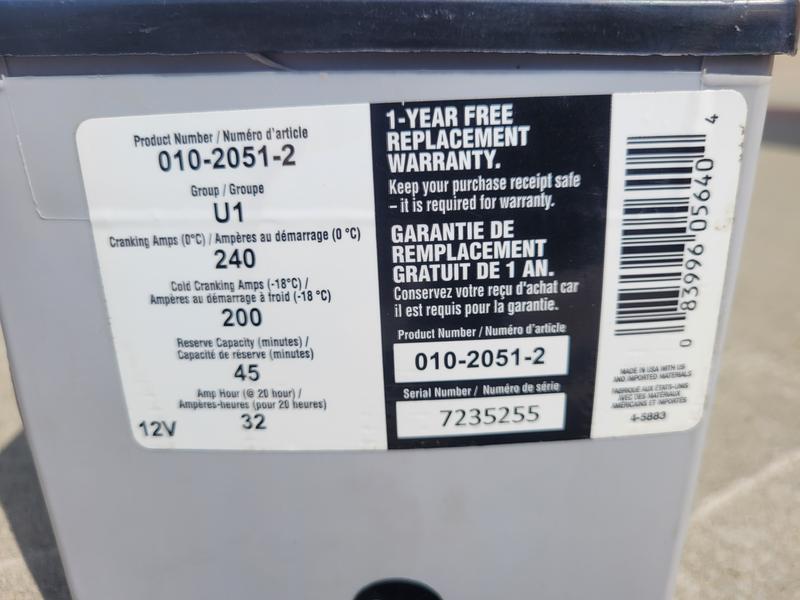 Product Number / Numéro d'article
010-2051-2
Group / Groupe
U1
Cranking Amps (0°C) / Ampères au démarrage (0 °C)
240
Cold Cranking Amps (-18°C) /
Ampères au démarrage à froid (-18 °C)
200
Reserve Capacity (minutes) /
Capacité de réserve (minutes)
45
Amp Hour (@ 20 hour) /
Ampères-heures (pour 20 heures)
12V
32
1-YEAR FREE
REPLACEMENT
WARRANTY.
Keep your purchase receipt safe
– it is required for warranty.
GARANTIE DE
REMPLACEMENT
GRATUIT DE 1 AN.
Conservez votre reçu d'achat car
il est requis pour la garantie.
Product Number / Numéro d'article
010-2051-2
Serial Number / Numéro de série
7235255
0 83996 05640 4
MADE IN USA WITH US
AND IMPORTED MATERIALS
FABRIQUÉ AUX ÉTATS-UNIS
AVEC DES MATÉRIAUX
AMÉRICAINS ET IMPORTÉS
4-5883